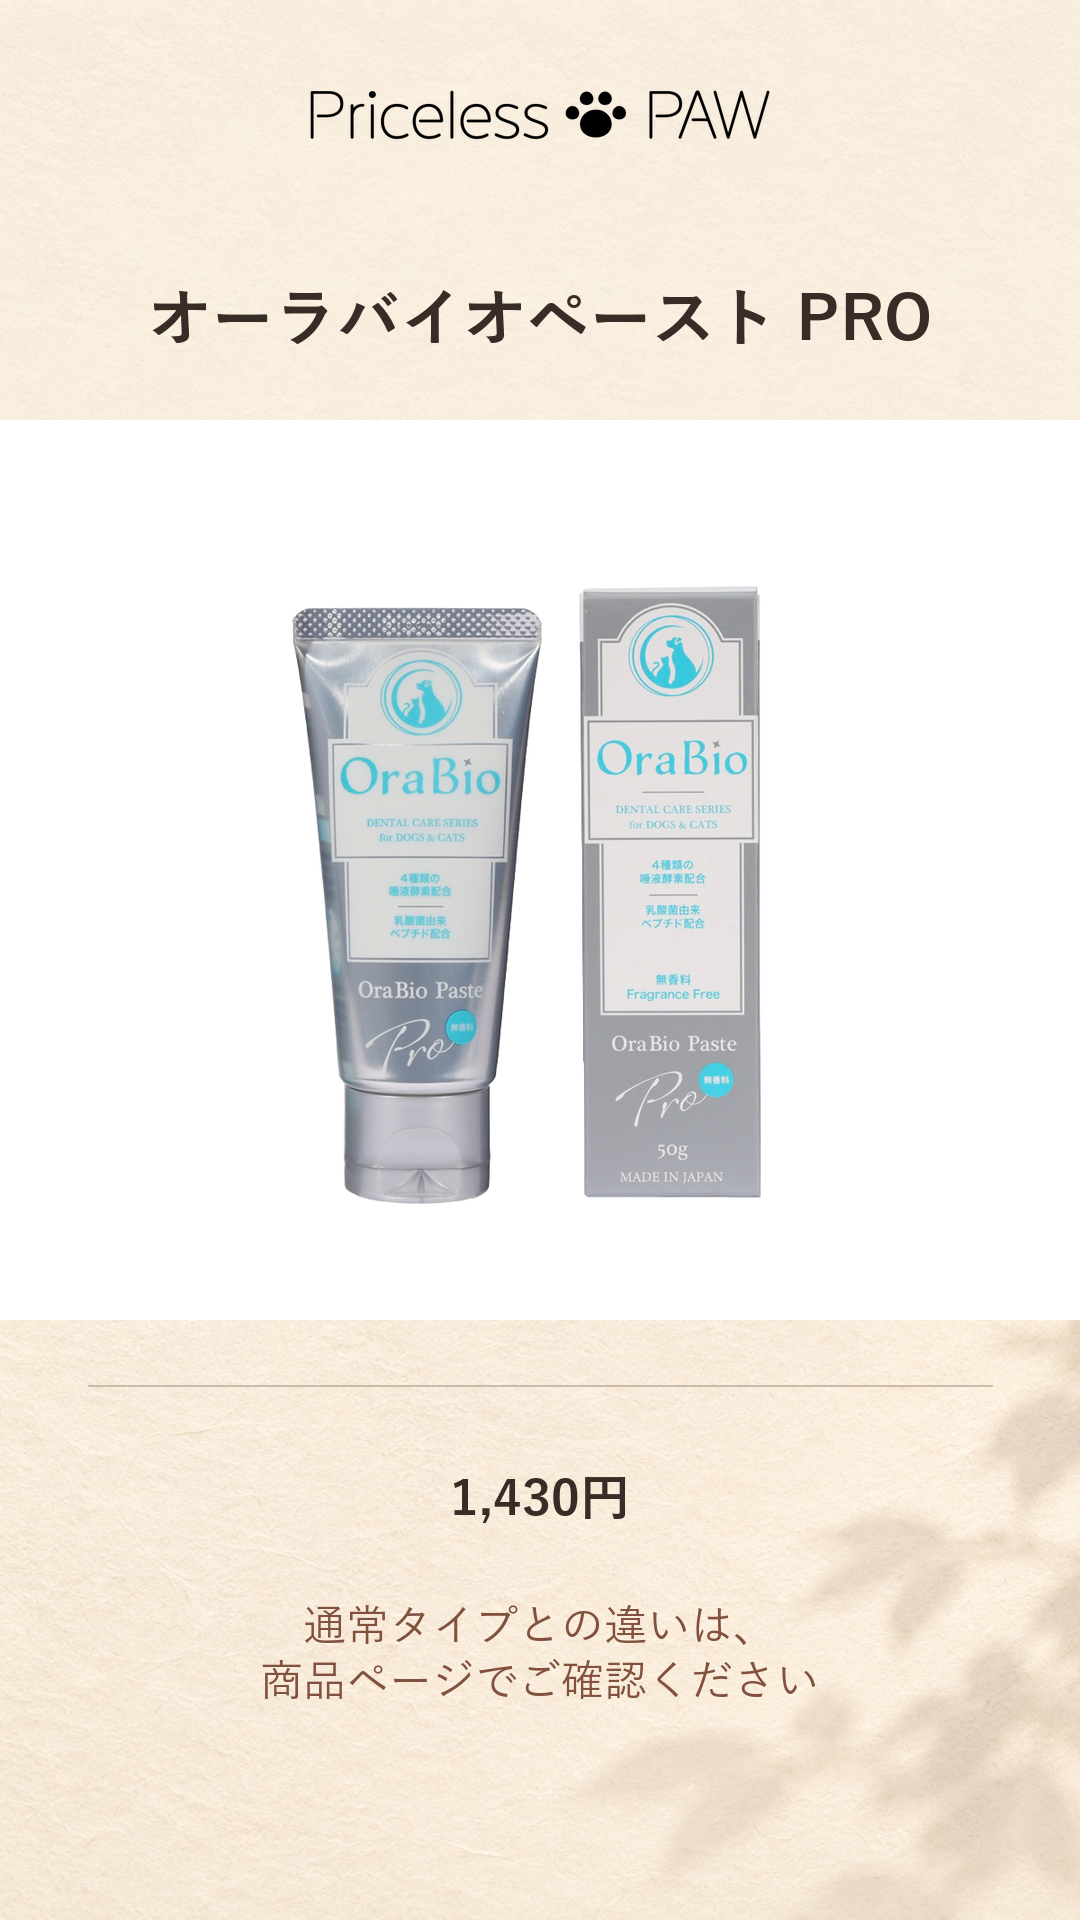 Priceless PAW
オーラバイオペースト PRO
OraBio
DENTAL CARE SERIES
for DOGS & CATS
4種類の
唾液酵素配合
乳酸菌由来
ペプチド配合
OraBio Paste
Pro
無香料
OraBio
DENTAL CARE SERIES
for DOGS & CATS
4種類の
唾液酵素配合
乳酸菌由来
ペプチド配合
無香料
Fragrance Free
OraBio Paste
Pro
無香料
50g
MADE IN JAPAN
1,430円
通常タイプとの違いは、
商品ページでご確認ください